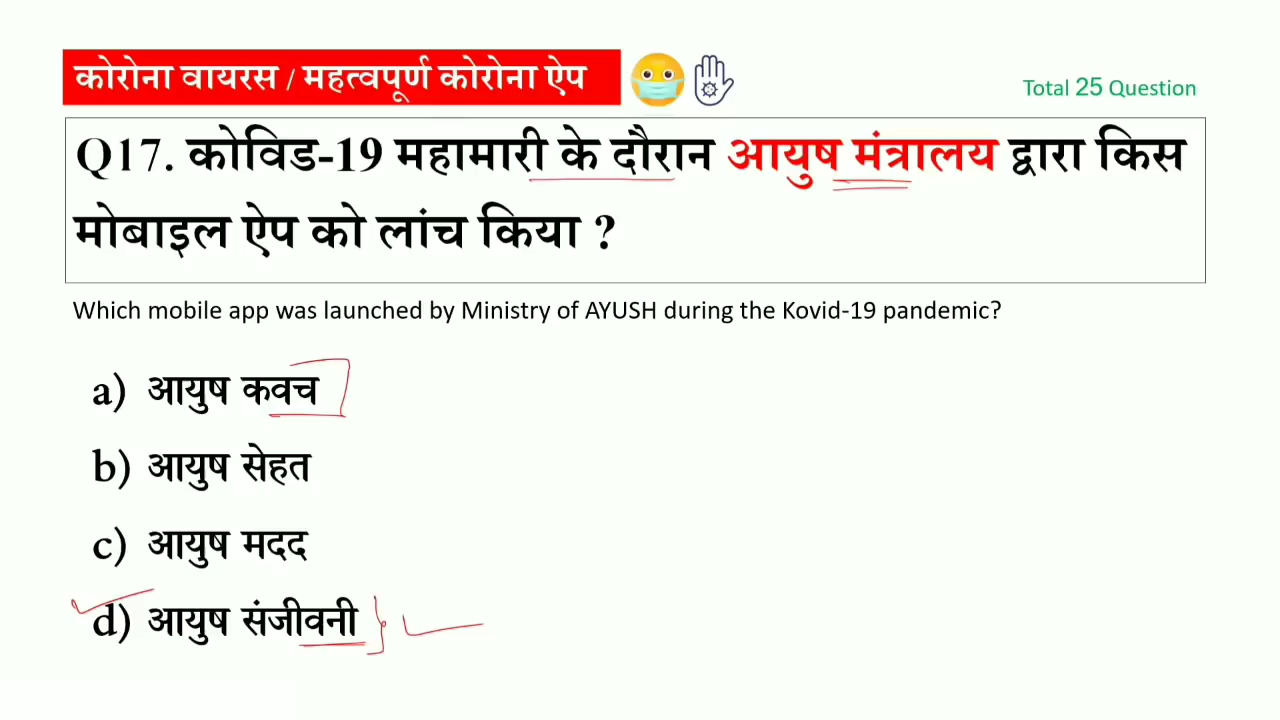 कोरोना वायरस / महत्वपूर्ण कोरोना ऐप
Total 25 Question
Q17. कोविड-19 महामारी के दौरान आयुष मंत्रालय द्वारा किस
मोबाइल ऐप को लांच किया ?
Which mobile app was launched by Ministry of AYUSH during the Kovid-19 pandemic?
a) आयुष कवच
b) आयुष सेहत
c) आयुष मदद
d) आयुष संजीवनी